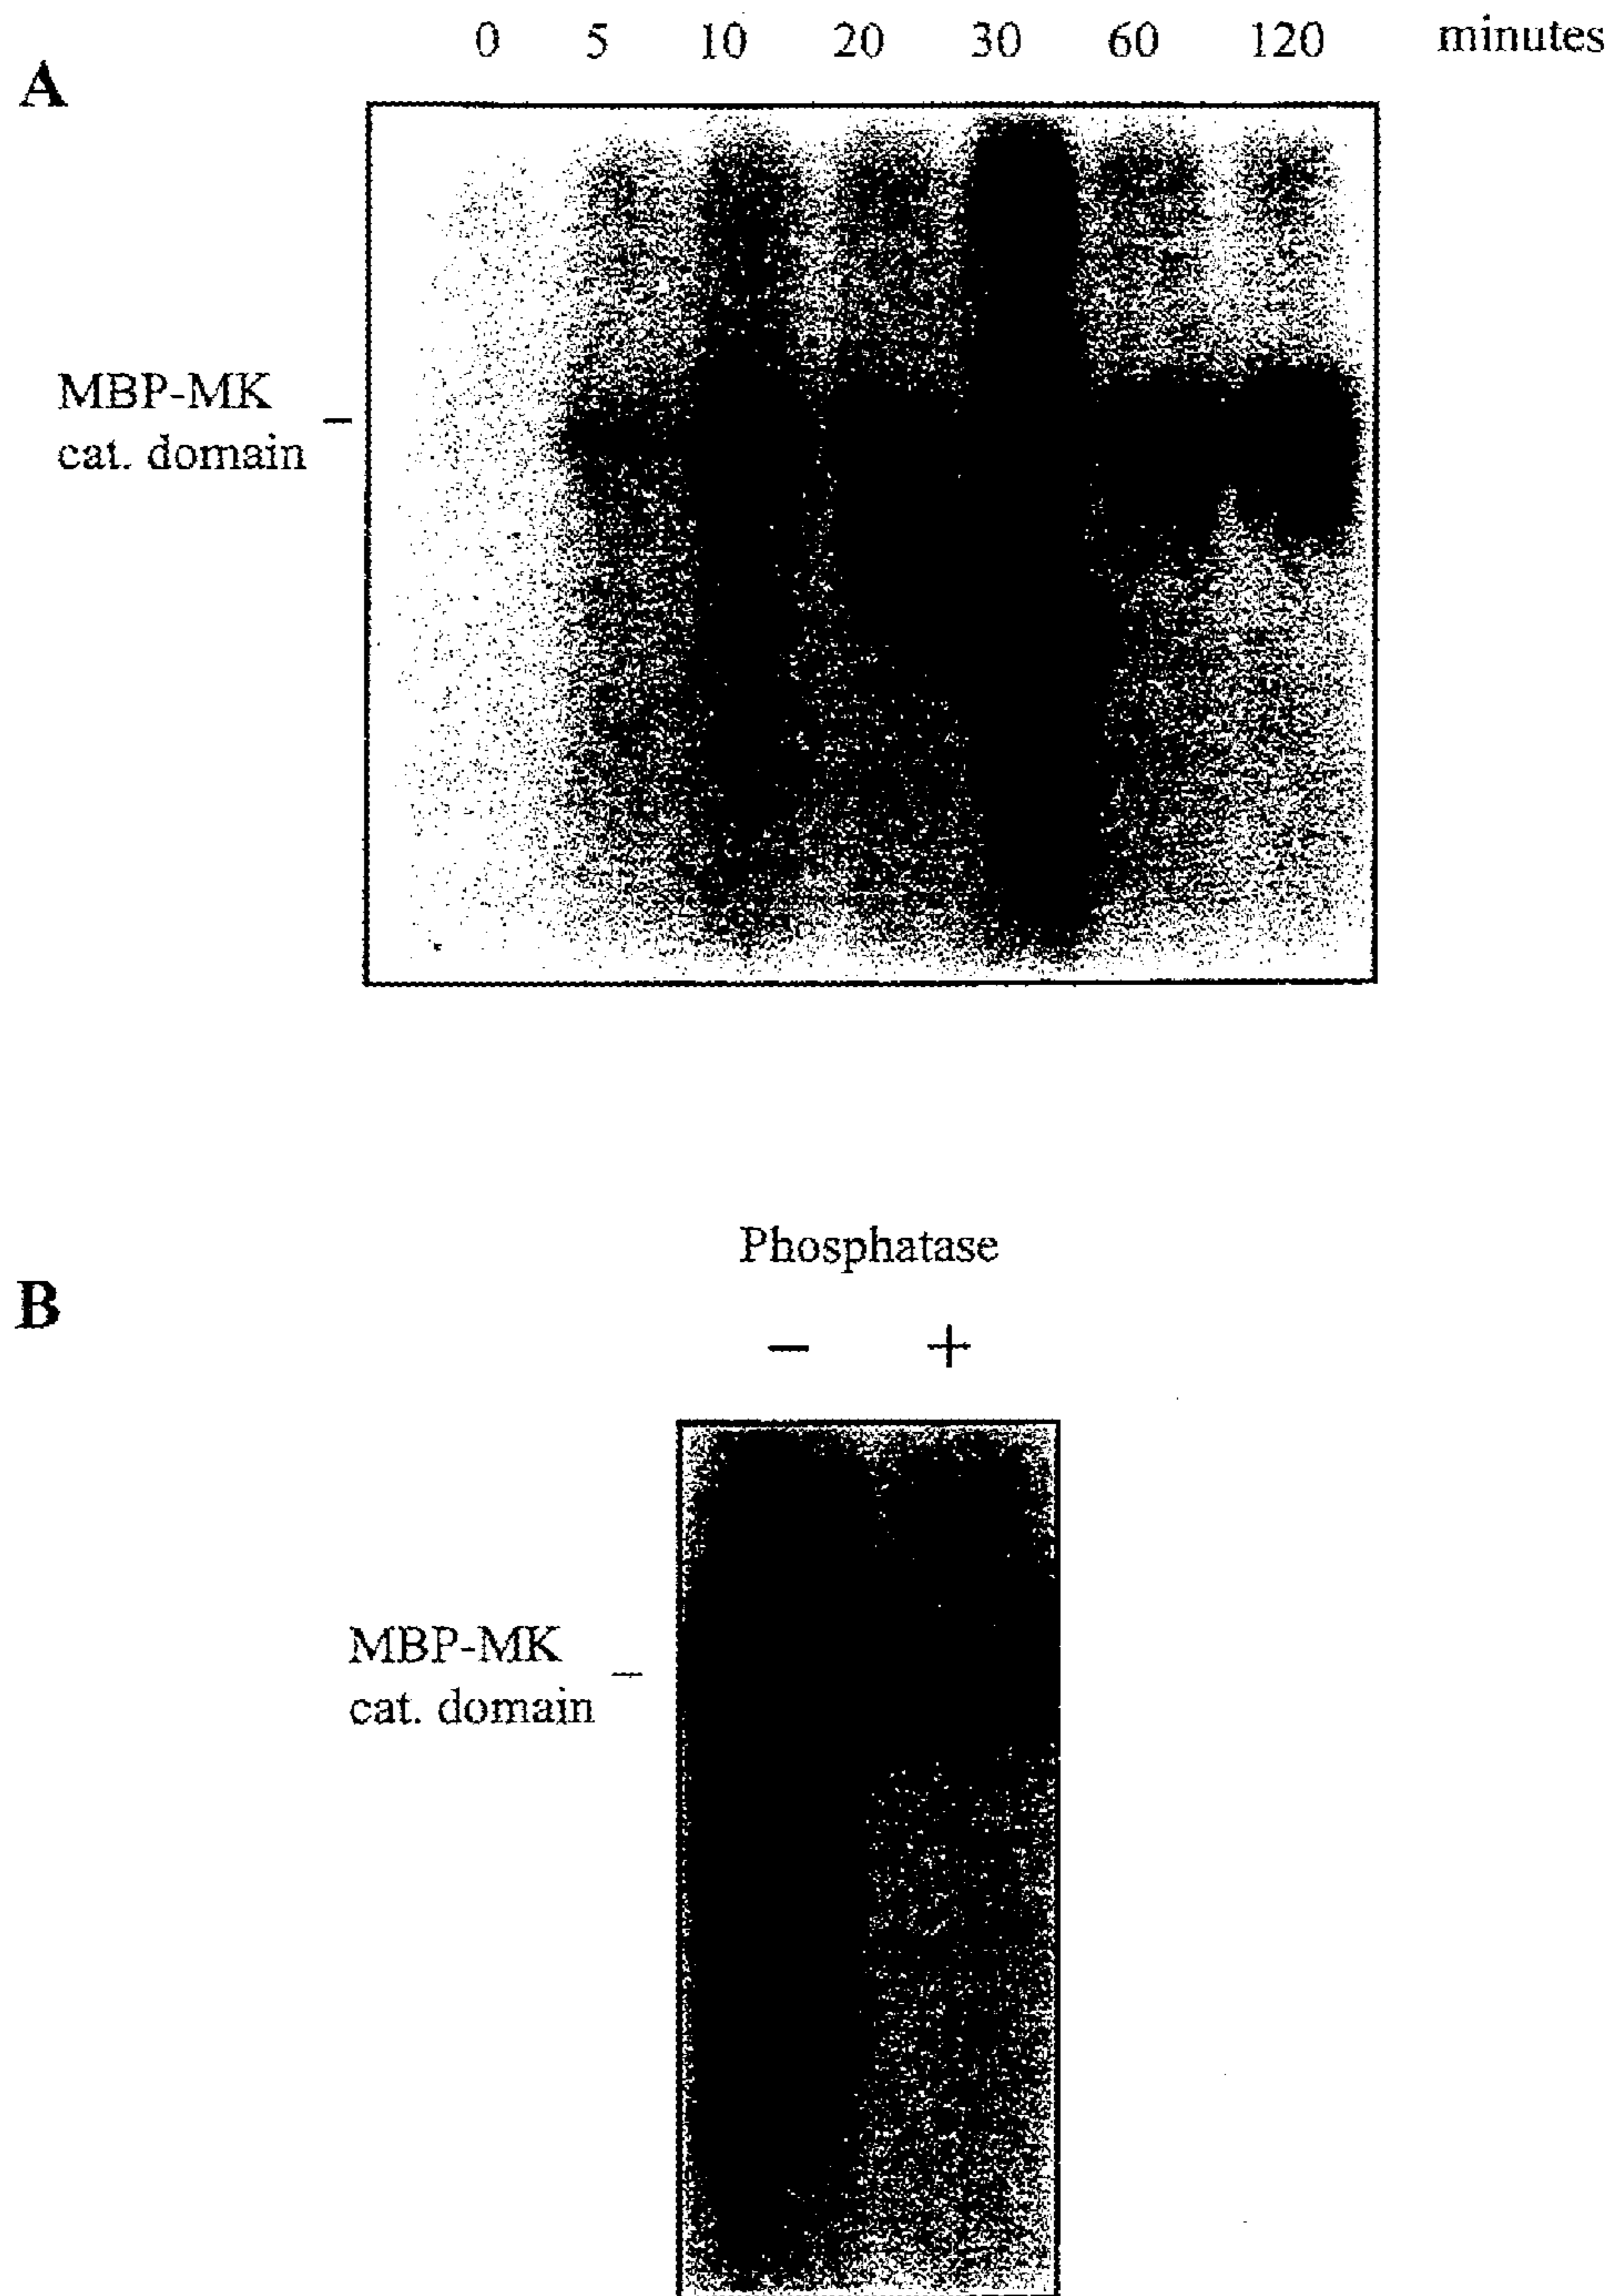 0 5 10 20 30 60 120 minutes
A
MBP-MK
cat. domain
Phosphatase
B
− +
MBP-MK
cat. domain